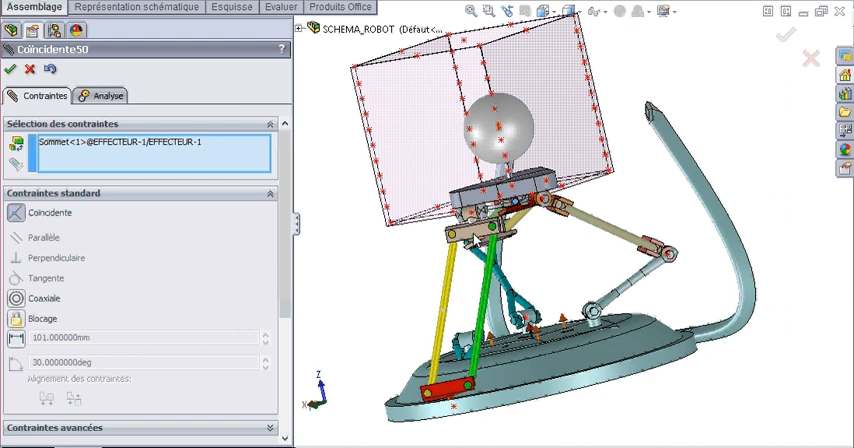 Assemblage
Représentation schématique
Esquisse
Evaluer
Produits Office
SCHEMA_ROBOT (Défaut<...
Coïncidente50
?
Contraintes
Analyse
Sélection des contraintes
Sommet<1>@EFFECTEUR-1/EFFECTEUR-1
Contraintes standard
Coïncidente
Parallèle
Perpendiculaire
Tangente
Coaxiale
Blocage
101.000000mm
30.0000000deg
Alignement des contraintes:
Contraintes avancées
Z
X